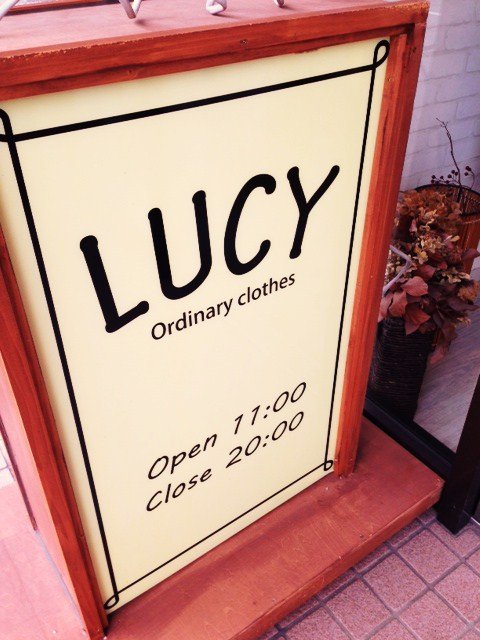 LUCY
Ordinary clothes
Open 11:00
Close 20:00